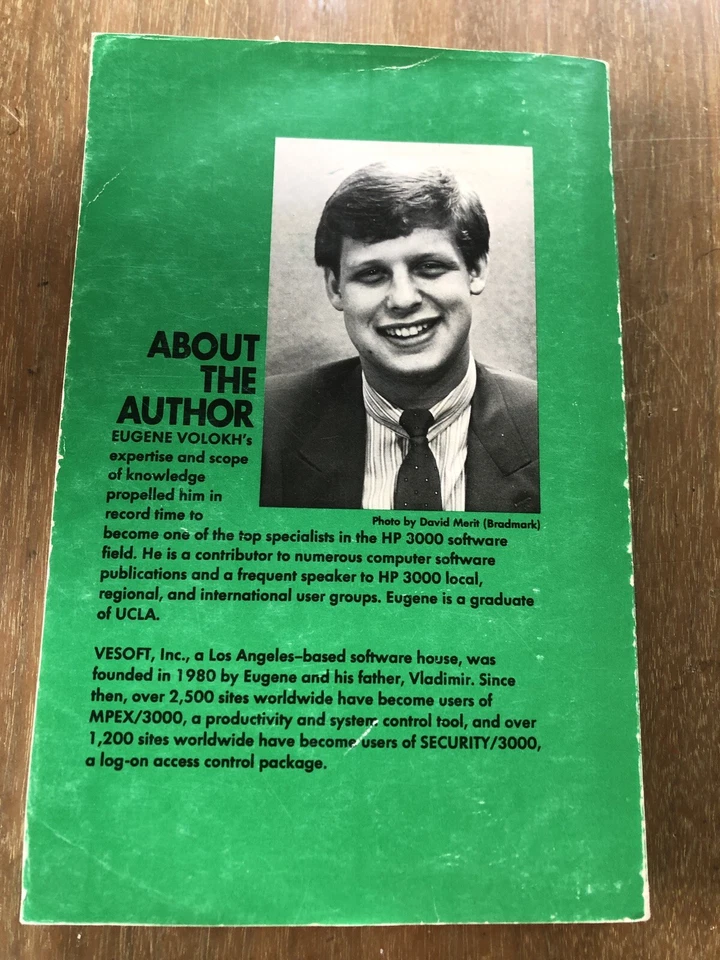 ABOUT
THE
AUTHOR
EUGENE VOLOKH's
expertise and scope
of knowledge
propelled him in
record time to
Photo by David Merit (Bradmark)
become one of the top specialists in the HP 3000 software
field. He is a contributor to numerous computer software
publications and a frequent speaker to HP 3000 local,
regional, and international user groups. Eugene is a graduate
of UCLA.
VESOFT, Inc., a Los Angeles–based software house, was
founded in 1980 by Eugene and his father, Vladimir. Since
then, over 2,500 sites worldwide have become users of
MPEX/3000, a productivity and system control tool, and over
1,200 sites worldwide have become users of SECURITY/3000,
a log-on access control package.